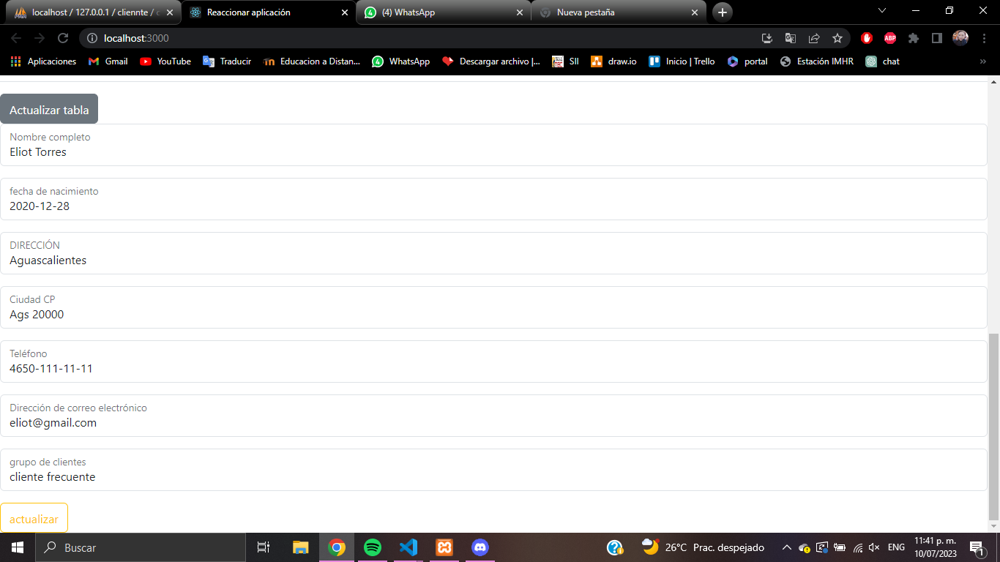 localhost / 127.0.0.1 / cliennte / c
Reaccionar aplicación
(4) WhatsApp
Nueva pestaña
localhost:3000
Aplicaciones
Gmail
YouTube
Traducir
Educacion a Distan...
WhatsApp
Descargar archivo |...
SII
draw.io
Inicio | Trello
portal
Estación IMHR
chat
»
Actualizar tabla
Nombre completo
Eliot Torres
fecha de nacimiento
2020-12-28
DIRECCIÓN
Aguascalientes
Ciudad CP
Ags 20000
Teléfono
4650-111-11-11
Dirección de correo electrónico
eliot@gmail.com
grupo de clientes
cliente frecuente
actualizar
Buscar
26°C Prac. despejado
ENG
11:41 p. m.
10/07/2023
1